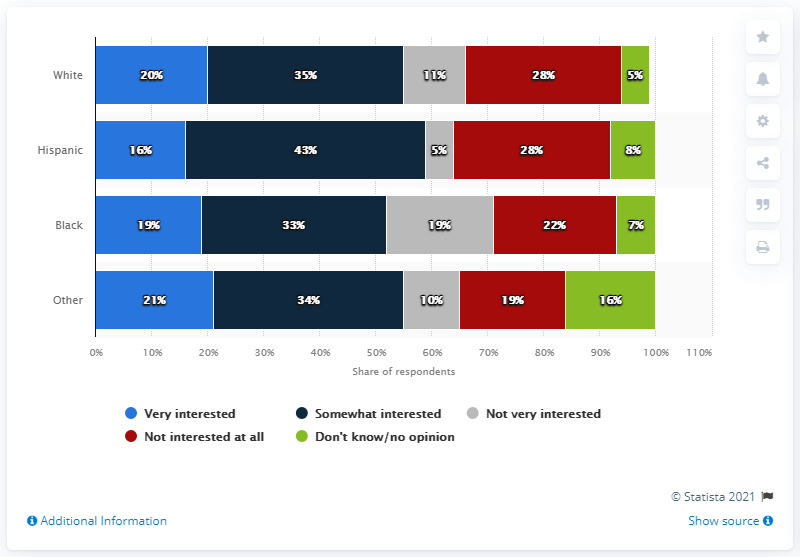 White 20% 35% 11% 28% 5%
Hispanic 16% 43% 5% 28% 8%
Black 19% 33% 19% 22% 7%
Other 21% 34% 10% 19% 16%
0% 10% 20% 30% 40% 50% 60% 70% 80% 90% 100% 110%
Share of respondents
Very interested Somewhat interested Not very interested
Not interested at all Don't know/no opinion
© Statista 2021
Additional Information Show source